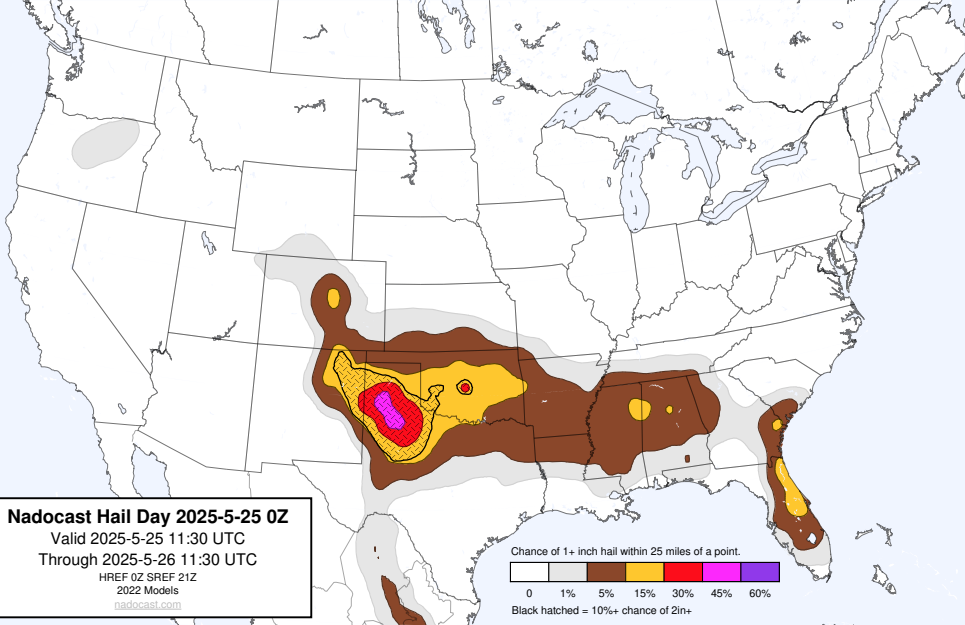 Nadocast Hail Day 2025-5-25 0Z
Valid 2025-5-25 11:30 UTC
Through 2025-5-26 11:30 UTC
HREF 0Z SREF 21Z
2022 Models
nadocast.com
Chance of 1+ inch hail within 25 miles of a point.
0 1% 5% 15% 30% 45% 60%
Black hatched = 10%+ chance of 2in+